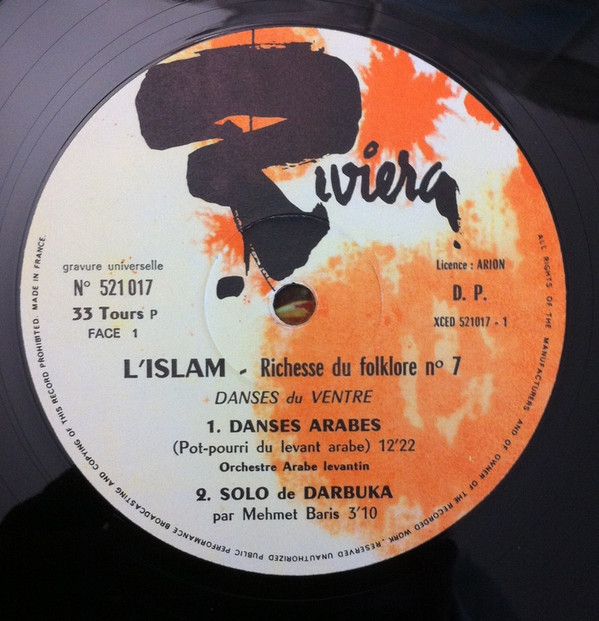 Riviera
gravure universelle
N° 521017
33 Tours P
FACE 1
Licence : ARION
D. P.
XCED 521017 - 1
L'ISLAM - Richesse du folklore n° 7
DANSES du VENTRE
1. DANSES ARABES
(Pot-pourri du levant arabe) 12'22
Orchestre Arabe levantin
2. SOLO de DARBUKA
par Mehmet Baris 3'10
ALL RIGHTS OF THE MANUFACTURERS AND OF OWNER OF THE RECORDED WORK, RESERVED UNAUTHORIZED PUBLIC PERFORMANCE BROADCASTING AND COPYING OF THIS RECORD PROHIBITED. MADE IN FRANCE.